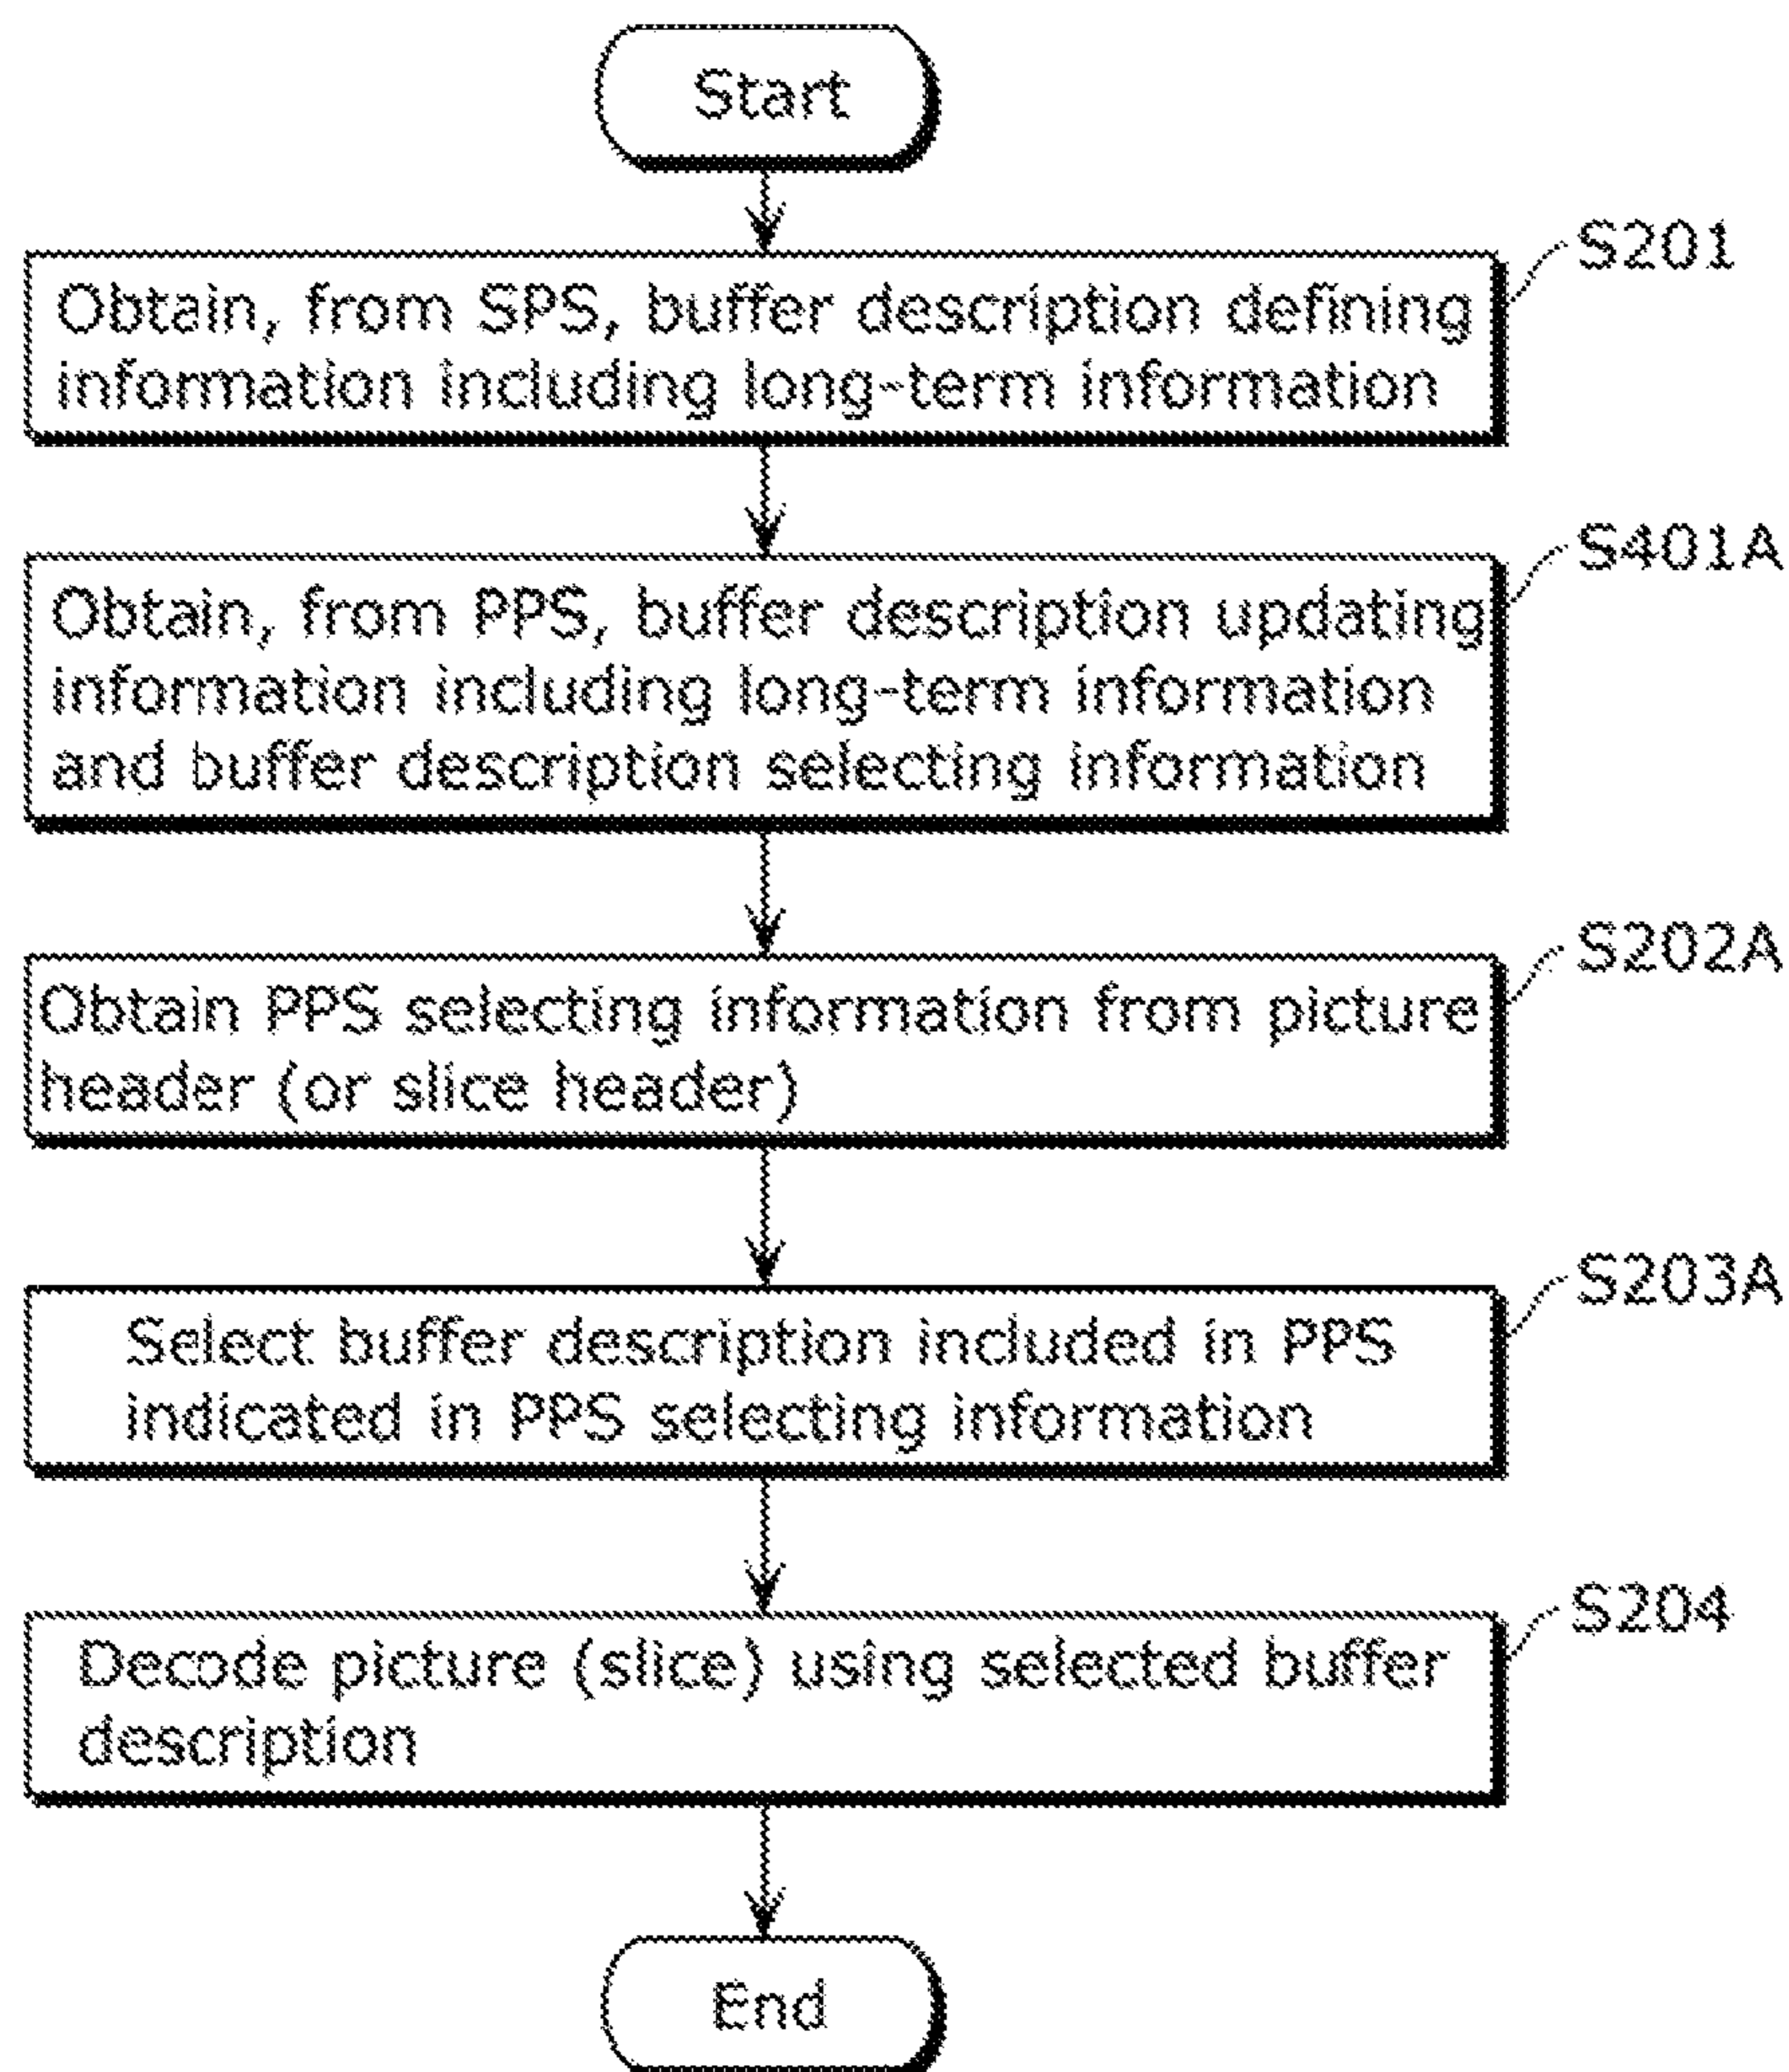 Start
S201
Obtain, from SPS, buffer description defining
information including long-term information
S401A
Obtain, from PPS, buffer description updating
information including long-term information
and buffer description selecting information
S202A
Obtain PPS selecting information from picture
header (or slice header)
S203A
Select buffer description included in PPS
indicated in PPS selecting information
S204
Decode picture (slice) using selected buffer
description
End